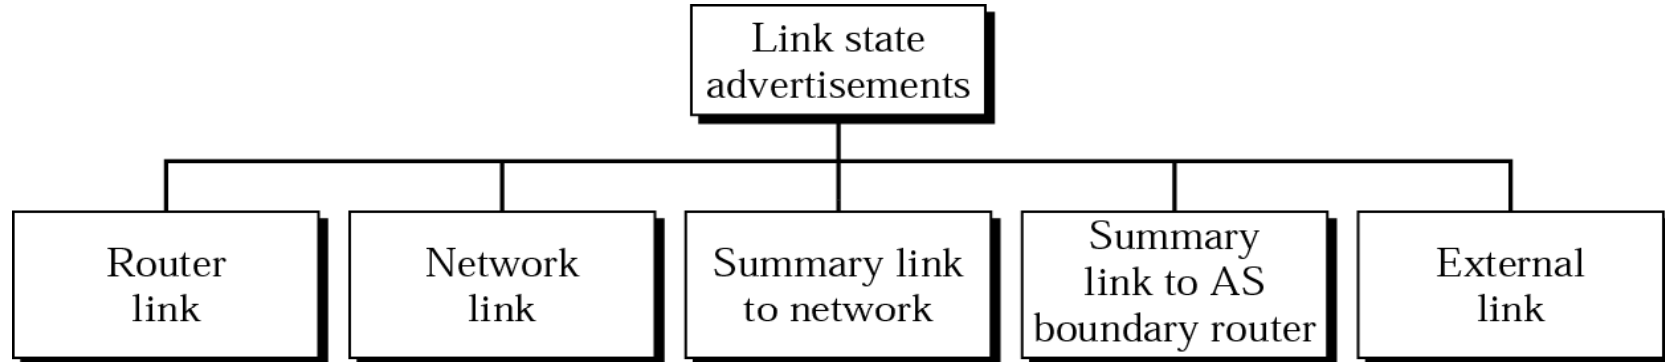 Link state
advertisements
Router
link
Network
link
Summary link
to network
Summary
link to AS
boundary router
External
link